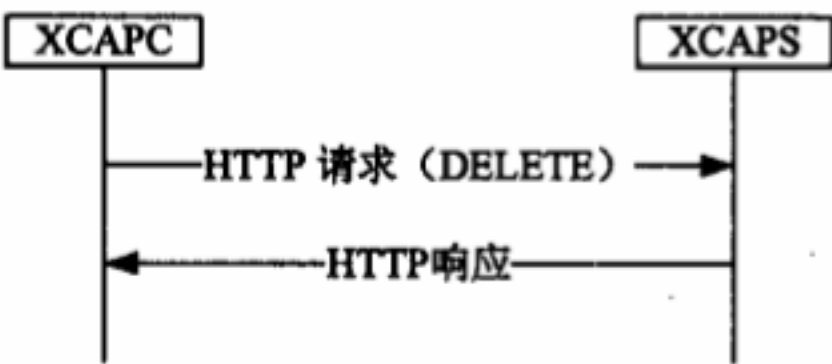 XCAPC
XCAPS
HTTP 请求（DELETE）
HTTP响应